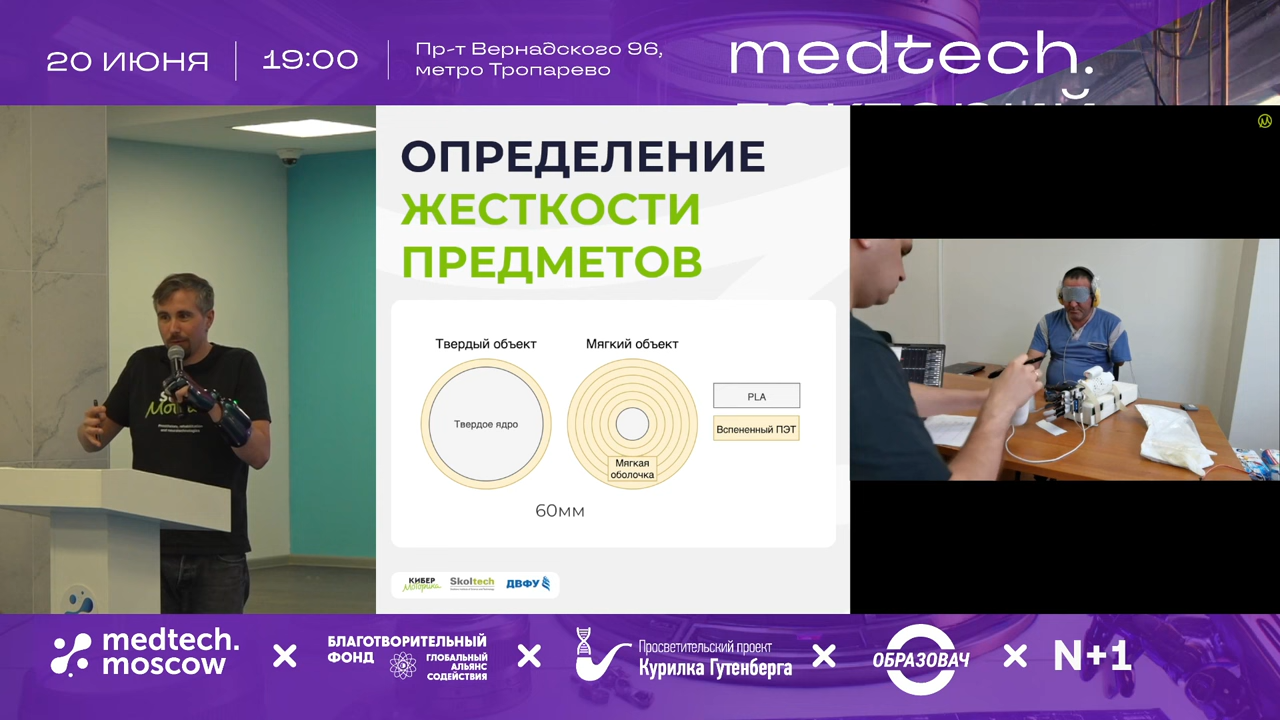 20 ИЮНЯ
19:00
Пр-т Вернадского 96,
метро Тропарево
medtech.
ОПРЕДЕЛЕНИЕ
ЖЕСТКОСТИ
ПРЕДМЕТОВ
Твердый объект
Мягкий объект
Твердое ядро
Мягкая
оболочка
PLA
Вспененный ПЭТ
60мм
КИБЕР
Моторика
Skoltech
ДВФУ
medtech.
moscow
БЛАГОТВОРИТЕЛЬНЫЙ
ФОНД
ГЛОБАЛЬНЫЙ
АЛЬЯНС
СОДЕЙСТВИЯ
Просветительский проект
Курилка Гутенберга
ОБРАЗОВАЧ
N+1